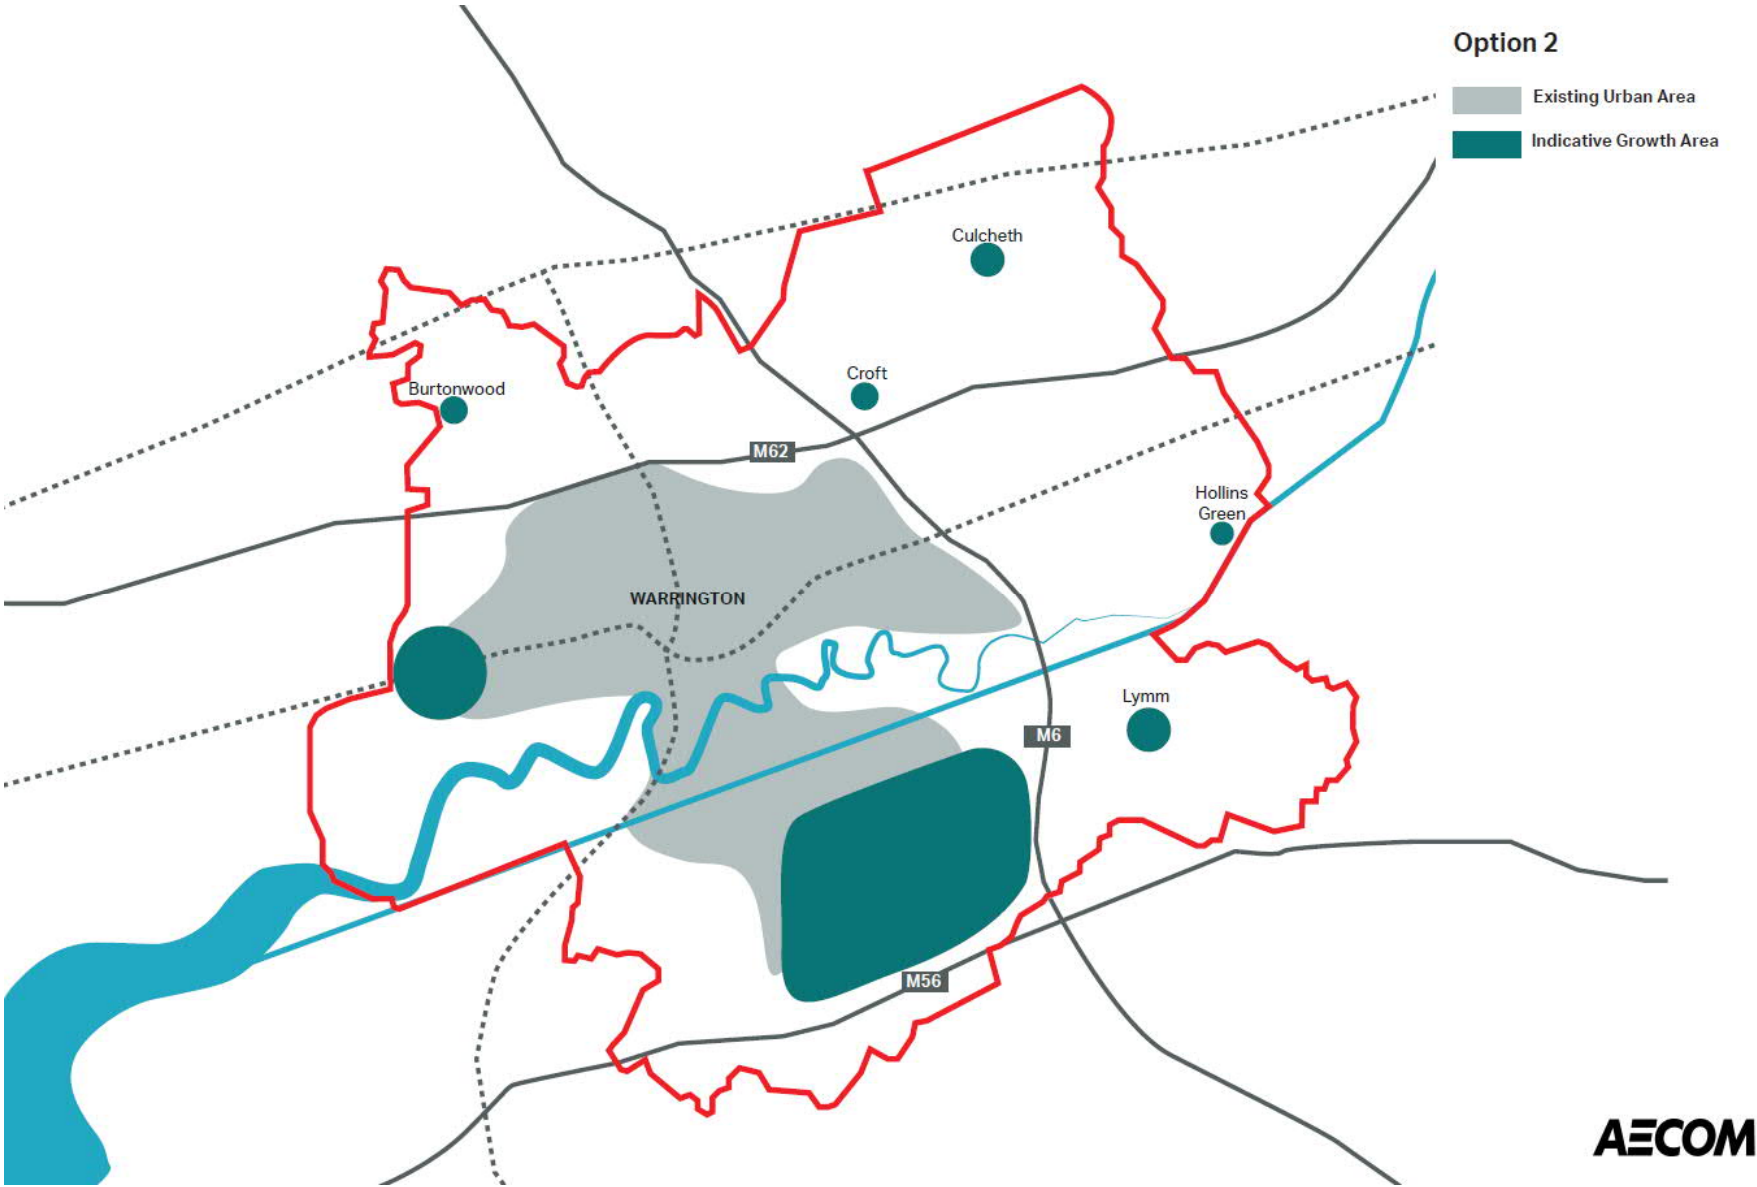 Option 2
Existing Urban Area
Indicative Growth Area
Culcheth
Croft
Burtonwood
M62
Hollins
Green
WARRINGTON
Lymm
M6
M56
AECOM